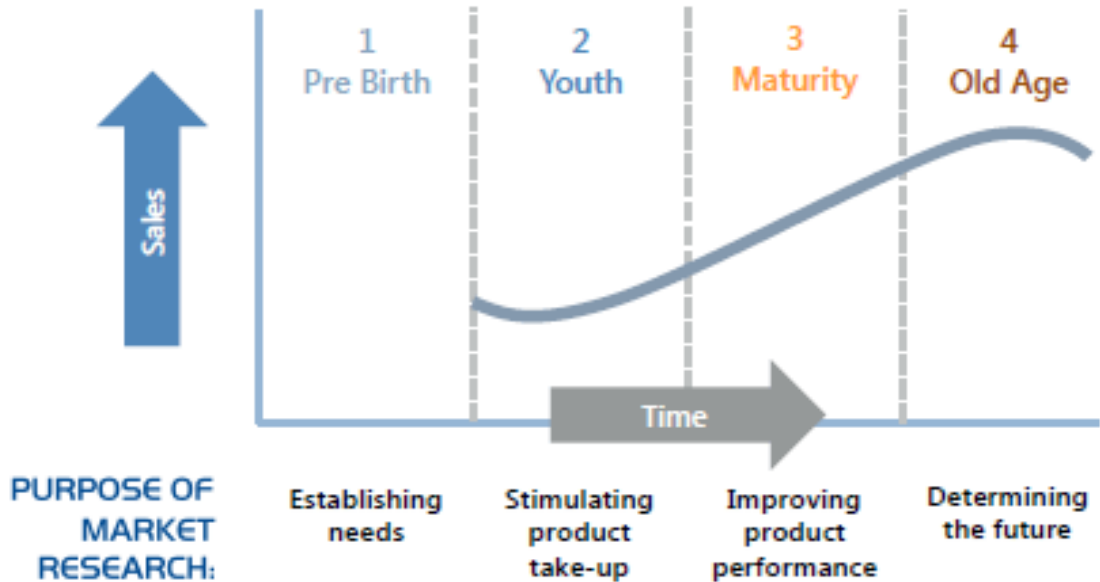 1
Pre Birth
2
Youth
3
Maturity
4
Old Age
Sales
Time
PURPOSE OF
MARKET
RESEARCH:
Establishing
needs
Stimulating
product
take-up
Improving
product
performance
Determining
the future